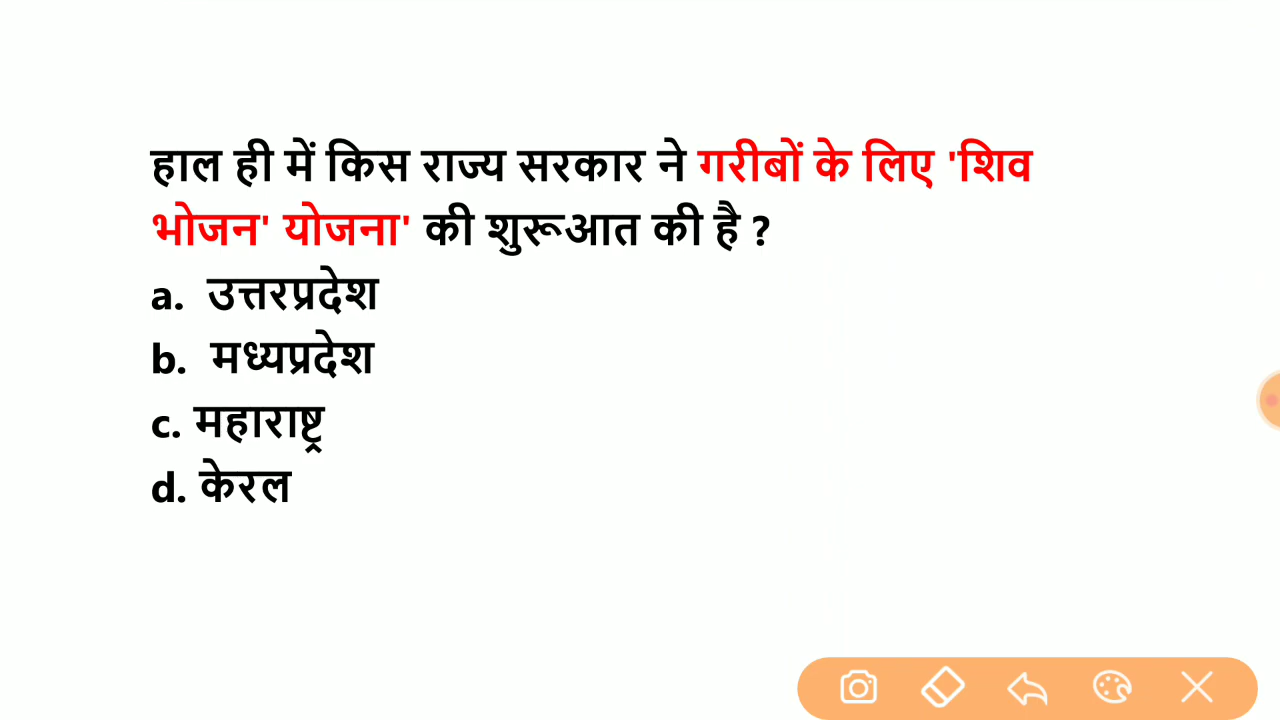 हाल ही में किस राज्य सरकार ने गरीबों के लिए 'शिव
भोजन' योजना' की शुरूआत की है ?
a. उत्तरप्रदेश
b. मध्यप्रदेश
c. महाराष्ट्र
d. केरल